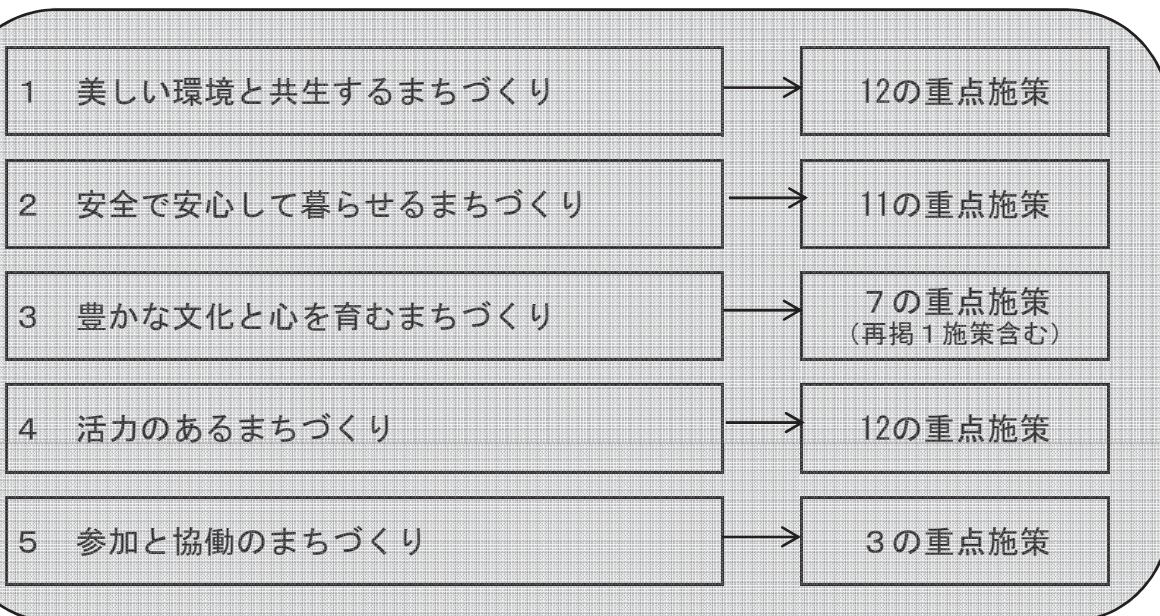 1　美しい環境と共生するまちづくり
12の重点施策
2　安全で安心して暮らせるまちづくり
11の重点施策
3　豊かな文化と心を育むまちづくり
７の重点施策
（再掲１施策含む）
4　活力のあるまちづくり
12の重点施策
5　参加と協働のまちづくり
３の重点施策